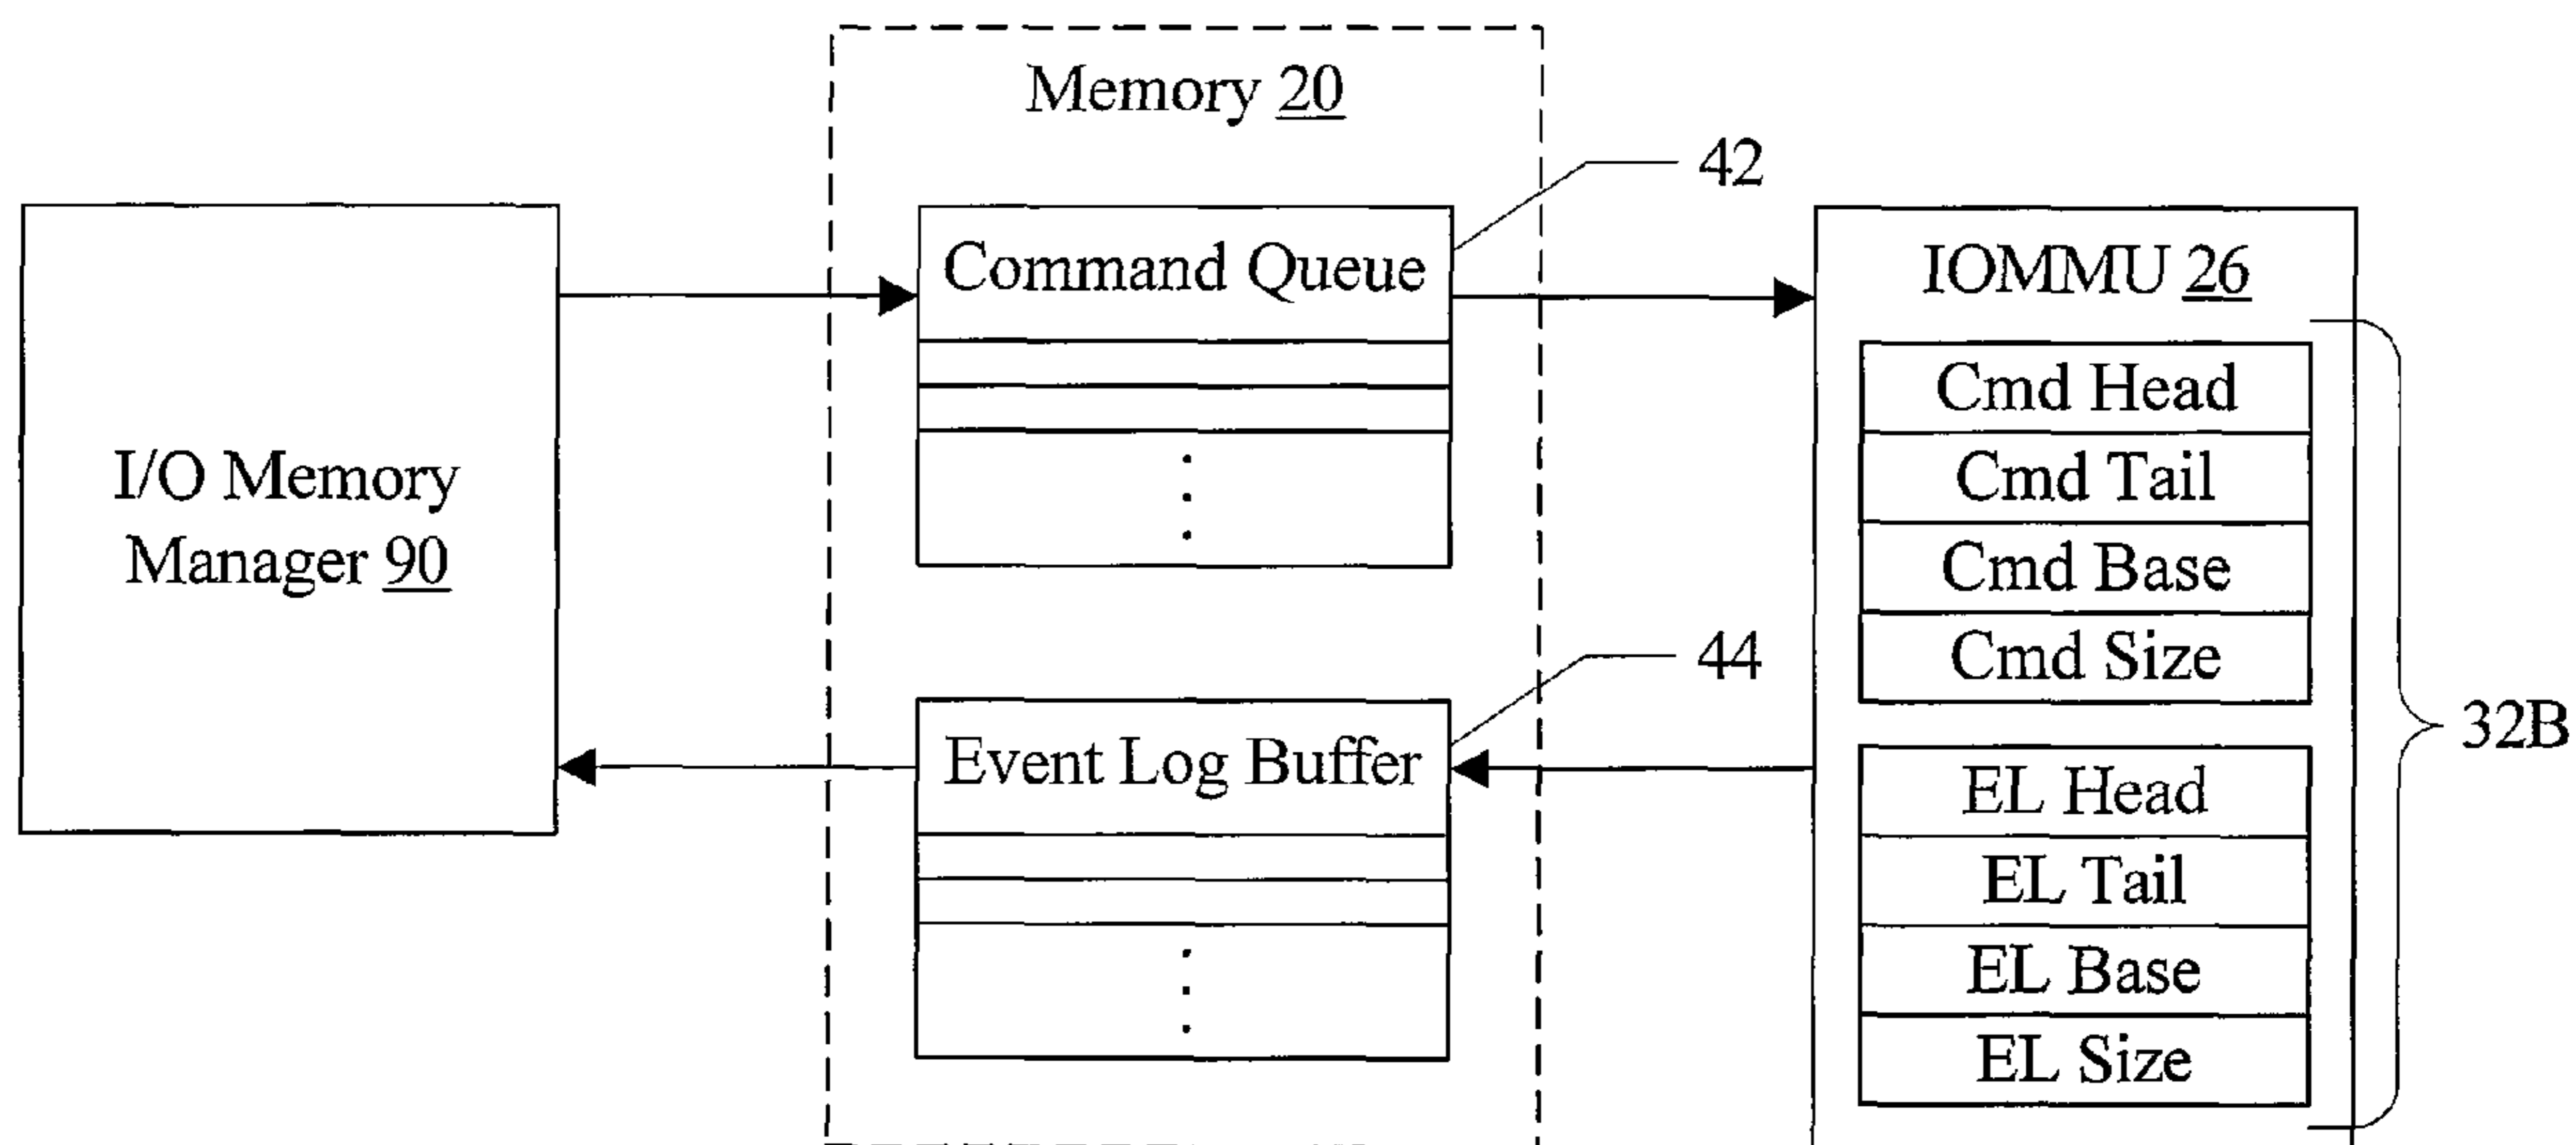 Memory 20
42
Command Queue
IOMMU 26
Cmd Head
Cmd Tail
Cmd Base
Cmd Size
I/O Memory
Manager 90
44
Event Log Buffer
EL Head
EL Tail
EL Base
EL Size
32B